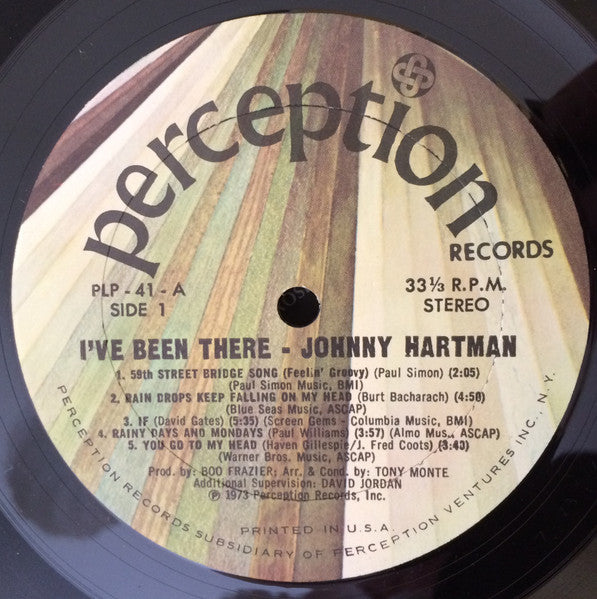 perception
RECORDS
PLP - 41 - A
SIDE 1
33⅓ R.P.M.
STEREO
I'VE BEEN THERE - JOHNNY HARTMAN
1. 59th STREET BRIDGE SONG (Feelin' Groovy) (Paul Simon) (2:05)
(Paul Simon Music, BMI)
2. RAIN DROPS KEEP FALLING ON MY HEAD (Burt Bacharach) (4:50)
(Blue Seas Music, ASCAP)
3. IF (David Gates) (5:35) (Screen Gems - Columbia Music, BMI)
4. RAINY DAYS AND MONDAYS (Paul Williams) (3:57) (Almo Mus., ASCAP)
5. YOU GO TO MY HEAD (Haven Gillespie/J. Fred Coots) (3:43)
(Warner Bros. Music, ASCAP)
Prod. by: BOO FRAZIER; Arr. & Cond. by: TONY MONTE
Additional Supervision: DAVID JORDAN
℗ 1973 Perception Records, Inc.
PRINTED IN U.S.A.
PERCEPTION RECORDS SUBSIDIARY OF PERCEPTION VENTURES INC., N.Y.